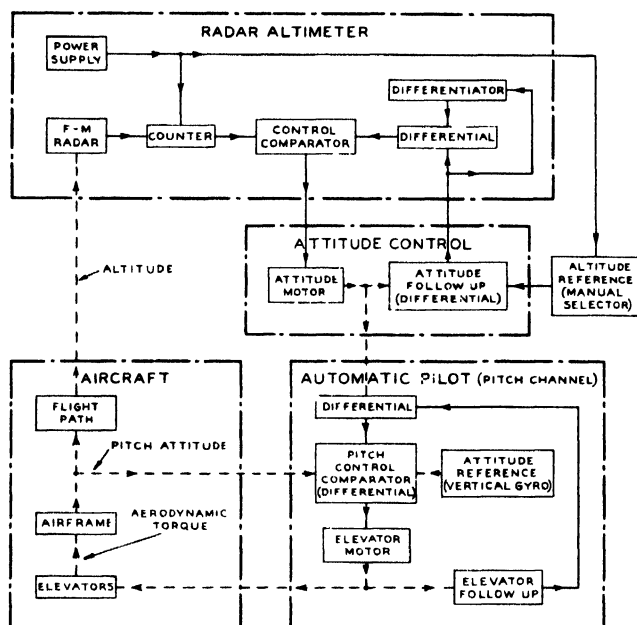 RADAR ALTIMETER
POWER
SUPPLY
DIFFERENTIATOR
F-M
RADAR
COUNTER
CONTROL
COMPARATOR
DIFFERENTIAL
ATTITUDE CONTROL
ALTITUDE
ATTITUDE
MOTOR
ATTITUDE
FOLLOW UP
(DIFFERENTIAL)
ALTITUDE
REFERENCE
(MANUAL
SELECTOR)
AIRCRAFT
AUTOMATIC PILOT (PITCH CHANNEL)
FLIGHT
PATH
DIFFERENTIAL
PITCH ATTITUDE
PITCH
CONTROL
COMPARATOR
(DIFFERENTIAL)
ATTITUDE
REFERENCE
(VERTICAL GYRO)
AERODYNAMIC
TORQUE
AIRFRAME
ELEVATOR
MOTOR
ELEVATORS
ELEVATOR
FOLLOW UP